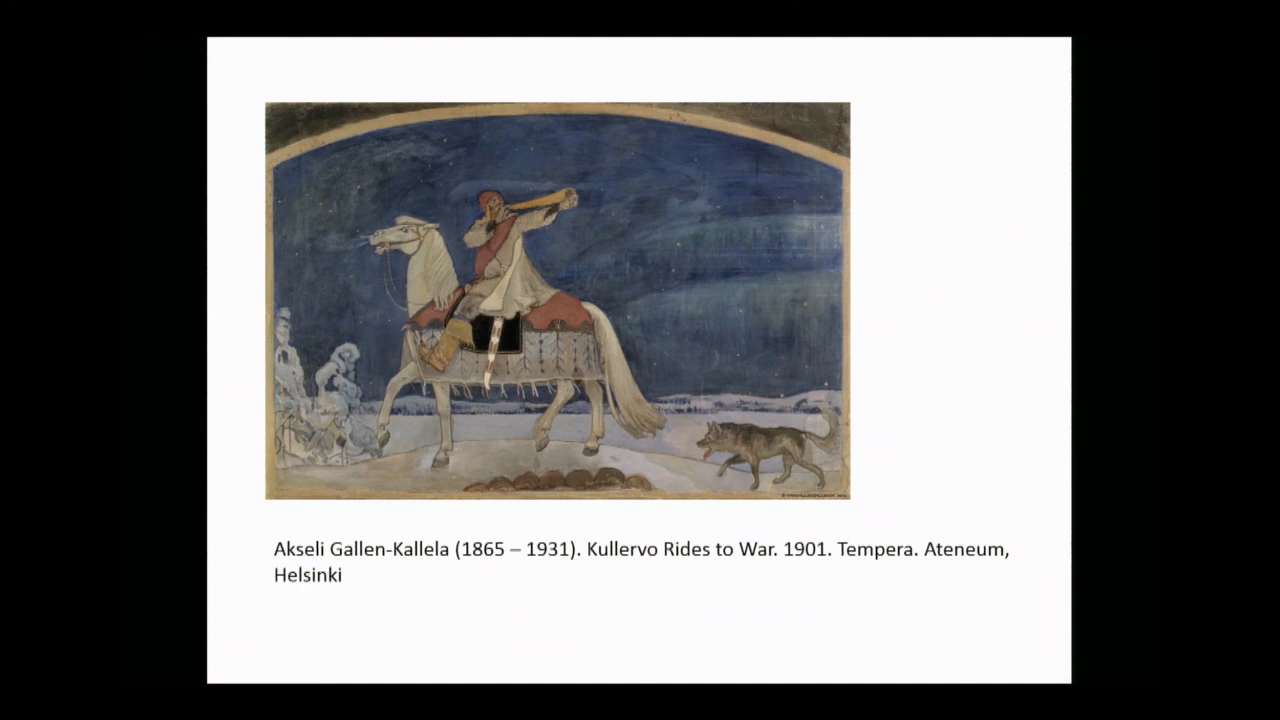 Akseli Gallen-Kallela (1865 – 1931). Kullervo Rides to War. 1901. Tempera. Ateneum,
Helsinki